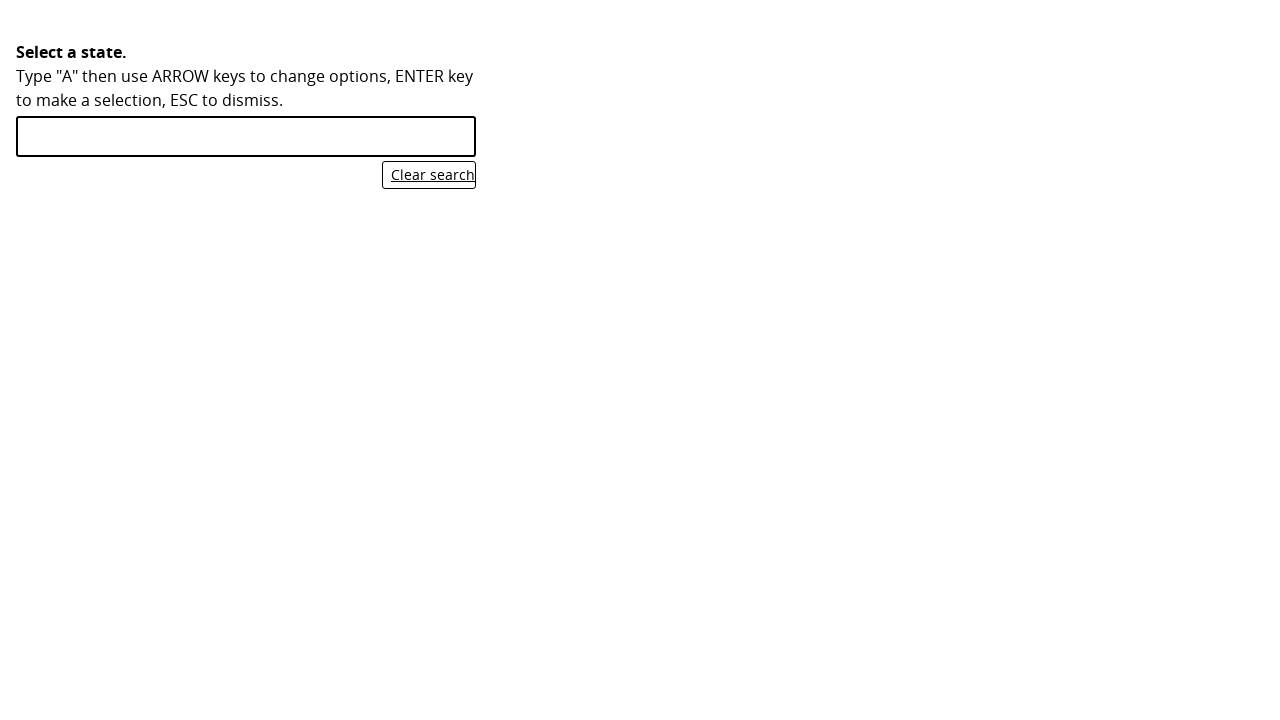 Select a state.
Type "A" then use ARROW keys to change options, ENTER key
to make a selection, ESC to dismiss.
Clear search